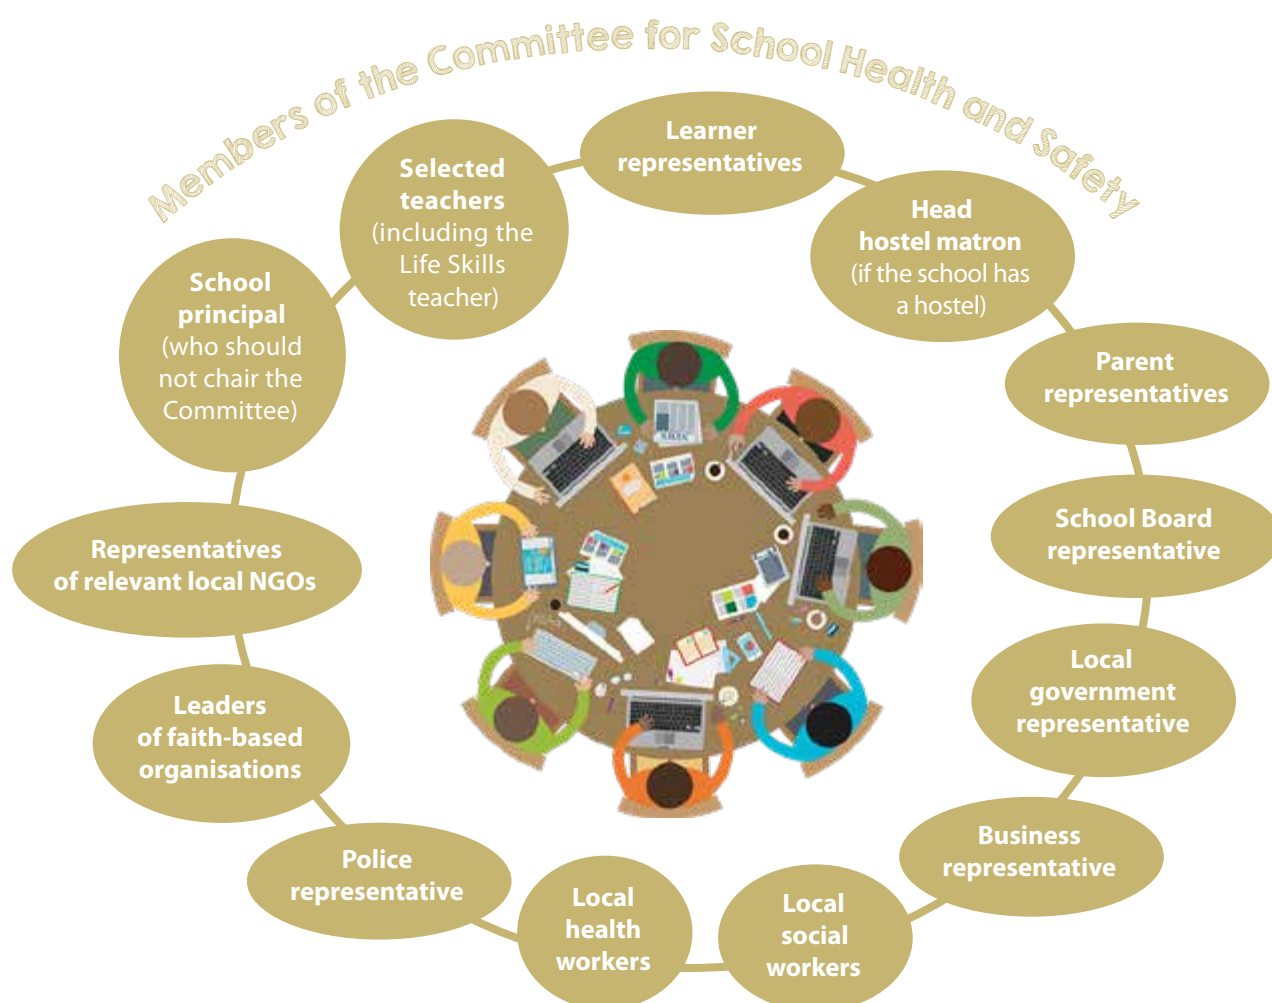 Members of the Committee for School Health and Safety
Learner
representatives
Selected
teachers
(including the
Life Skills
teacher)
Head
hostel matron
(if the school has
a hostel)
School
principal
(who should
not chair the
Committee)
Parent
representatives
School Board
representative
Representatives
of relevant local NGOs
Local
government
representative
Leaders
of faith-based
organisations
Business
representative
Police
representative
Local
health
workers
Local
social
workers